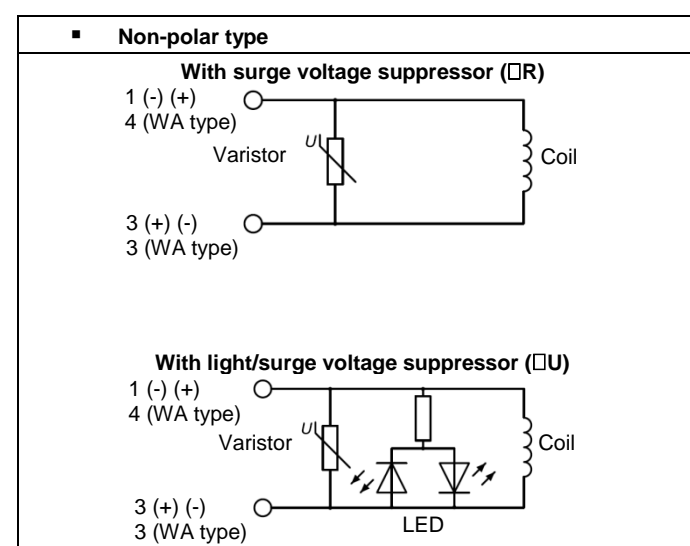 ▪ Non-polar type
With surge voltage suppressor (□R)
1 (-) (+)
4 (WA type)
Varistor
U
Coil
3 (+) (-)
3 (WA type)
With light/surge voltage suppressor (□U)
1 (-) (+)
4 (WA type)
Varistor
U
Coil
3 (+) (-)
3 (WA type)
LED